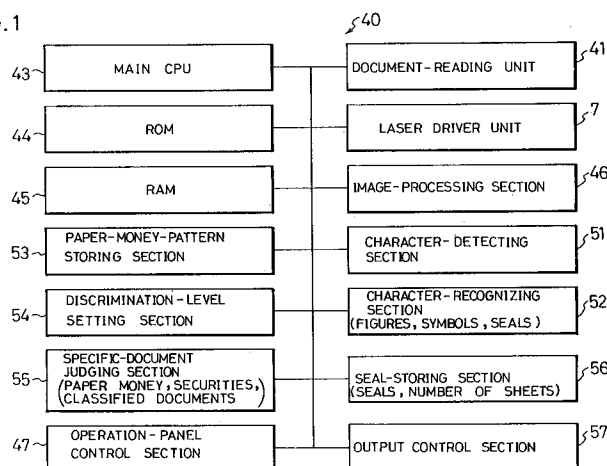 .1
40
43
MAIN CPU
DOCUMENT-READING UNIT
41
44
ROM
LASER DRIVER UNIT
7
45
RAM
IMAGE-PROCESSING SECTION
46
53
PAPER-MONEY-PATTERN
STORING SECTION
CHARACTER-DETECTING
SECTION
51
54
DISCRIMINATION-LEVEL
SETTING SECTION
CHARACTER-RECOGNIZING
SECTION
(FIGURES, SYMBOLS, SEALS)
52
55
SPECIFIC-DOCUMENT
JUDGING SECTION
(PAPER MONEY, SECURITIES,
CLASSIFIED DOCUMENTS)
SEAL-STORING SECTION
(SEALS, NUMBER OF SHEETS)
56
47
OPERATION-PANEL
CONTROL SECTION
OUTPUT CONTROL SECTION
57